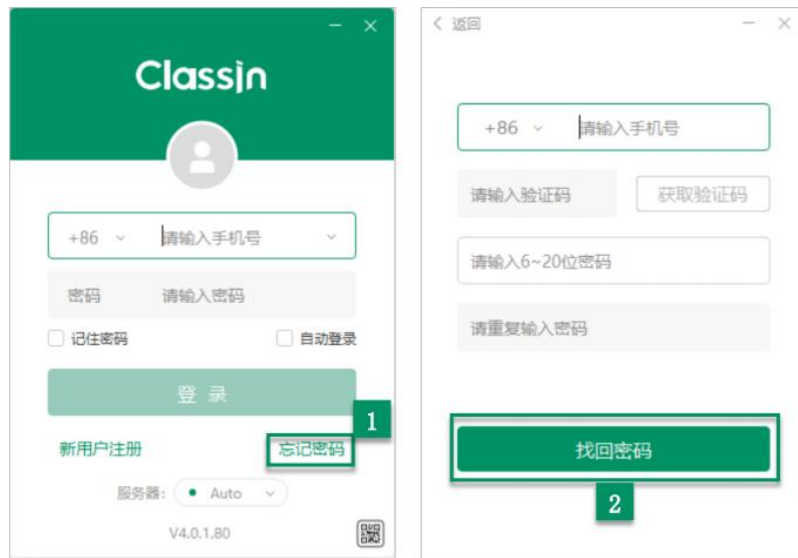 ClassIn
+86
请输入手机号
密码
请输入密码
记住密码
自动登录
登 录
1
新用户注册
忘记密码
服务器:
Auto
V4.0.1.80
返回
+86
请输入手机号
请输入验证码
获取验证码
请输入6~20位密码
请重复输入密码
找回密码
2